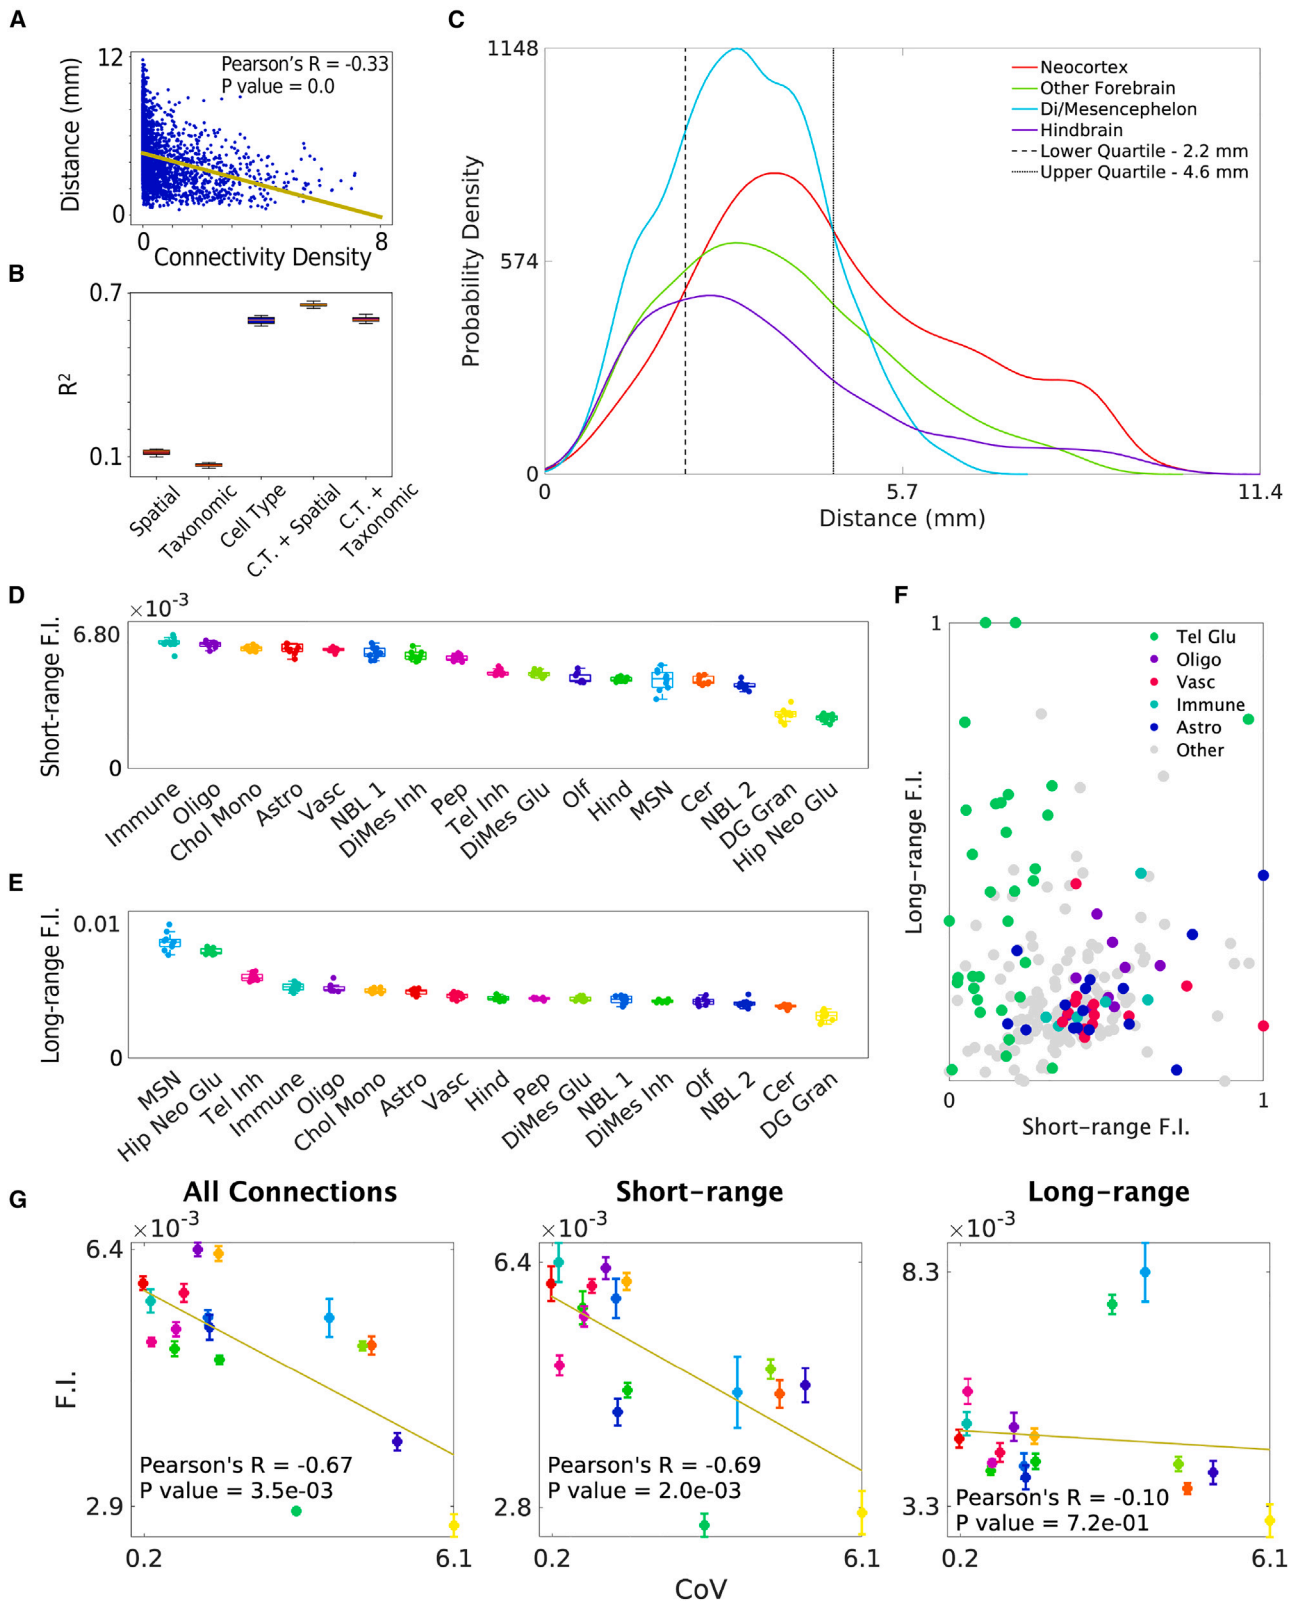 A
12
Distance (mm)
0
Pearson's R = -0.33
P value = 0.0
0
8
Connectivity Density
B
0.7
R2
0.1
Spatial
Taxonomic
Cell Type
C.T. + Spatial
C.T. +
Taxonomic
C
1148
574
0
Probability Density
Neocortex
Other Forebrain
Di/Mesencephelon
Hindbrain
Lower Quartile - 2.2 mm
Upper Quartile - 4.6 mm
0
5.7
11.4
Distance (mm)
D
×10-3
6.80
0
Short-range F.I.
Immune
Oligo
Chol Mono
Astro
Vasc
NBL 1
DiMes Inh
Pep
Tel Inh
DiMes Glu
Olf
Hind
MSN
Cer
NBL 2
DG Gran
Hip Neo Glu
E
0.01
0
Long-range F.I.
MSN
Hip Neo Glu
Tel Inh
Immune
Oligo
Chol Mono
Astro
Vasc
Hind
Pep
DiMes Glu
NBL 1
DiMes Inh
Olf
NBL 2
Cer
DG Gran
F
1
Long-range F.I.
Tel Glu
Oligo
Vasc
Immune
Astro
Other
0
1
Short-range F.I.
G
All Connections
×10-3
6.4
F.I.
2.9
Pearson's R = -0.67
P value = 3.5e-03
0.2
6.1
Short-range
×10-3
6.4
2.8
Pearson's R = -0.69
P value = 2.0e-03
0.2
6.1
CoV
Long-range
×10-3
8.3
3.3
Pearson's R = -0.10
P value = 7.2e-01
0.2
6.1